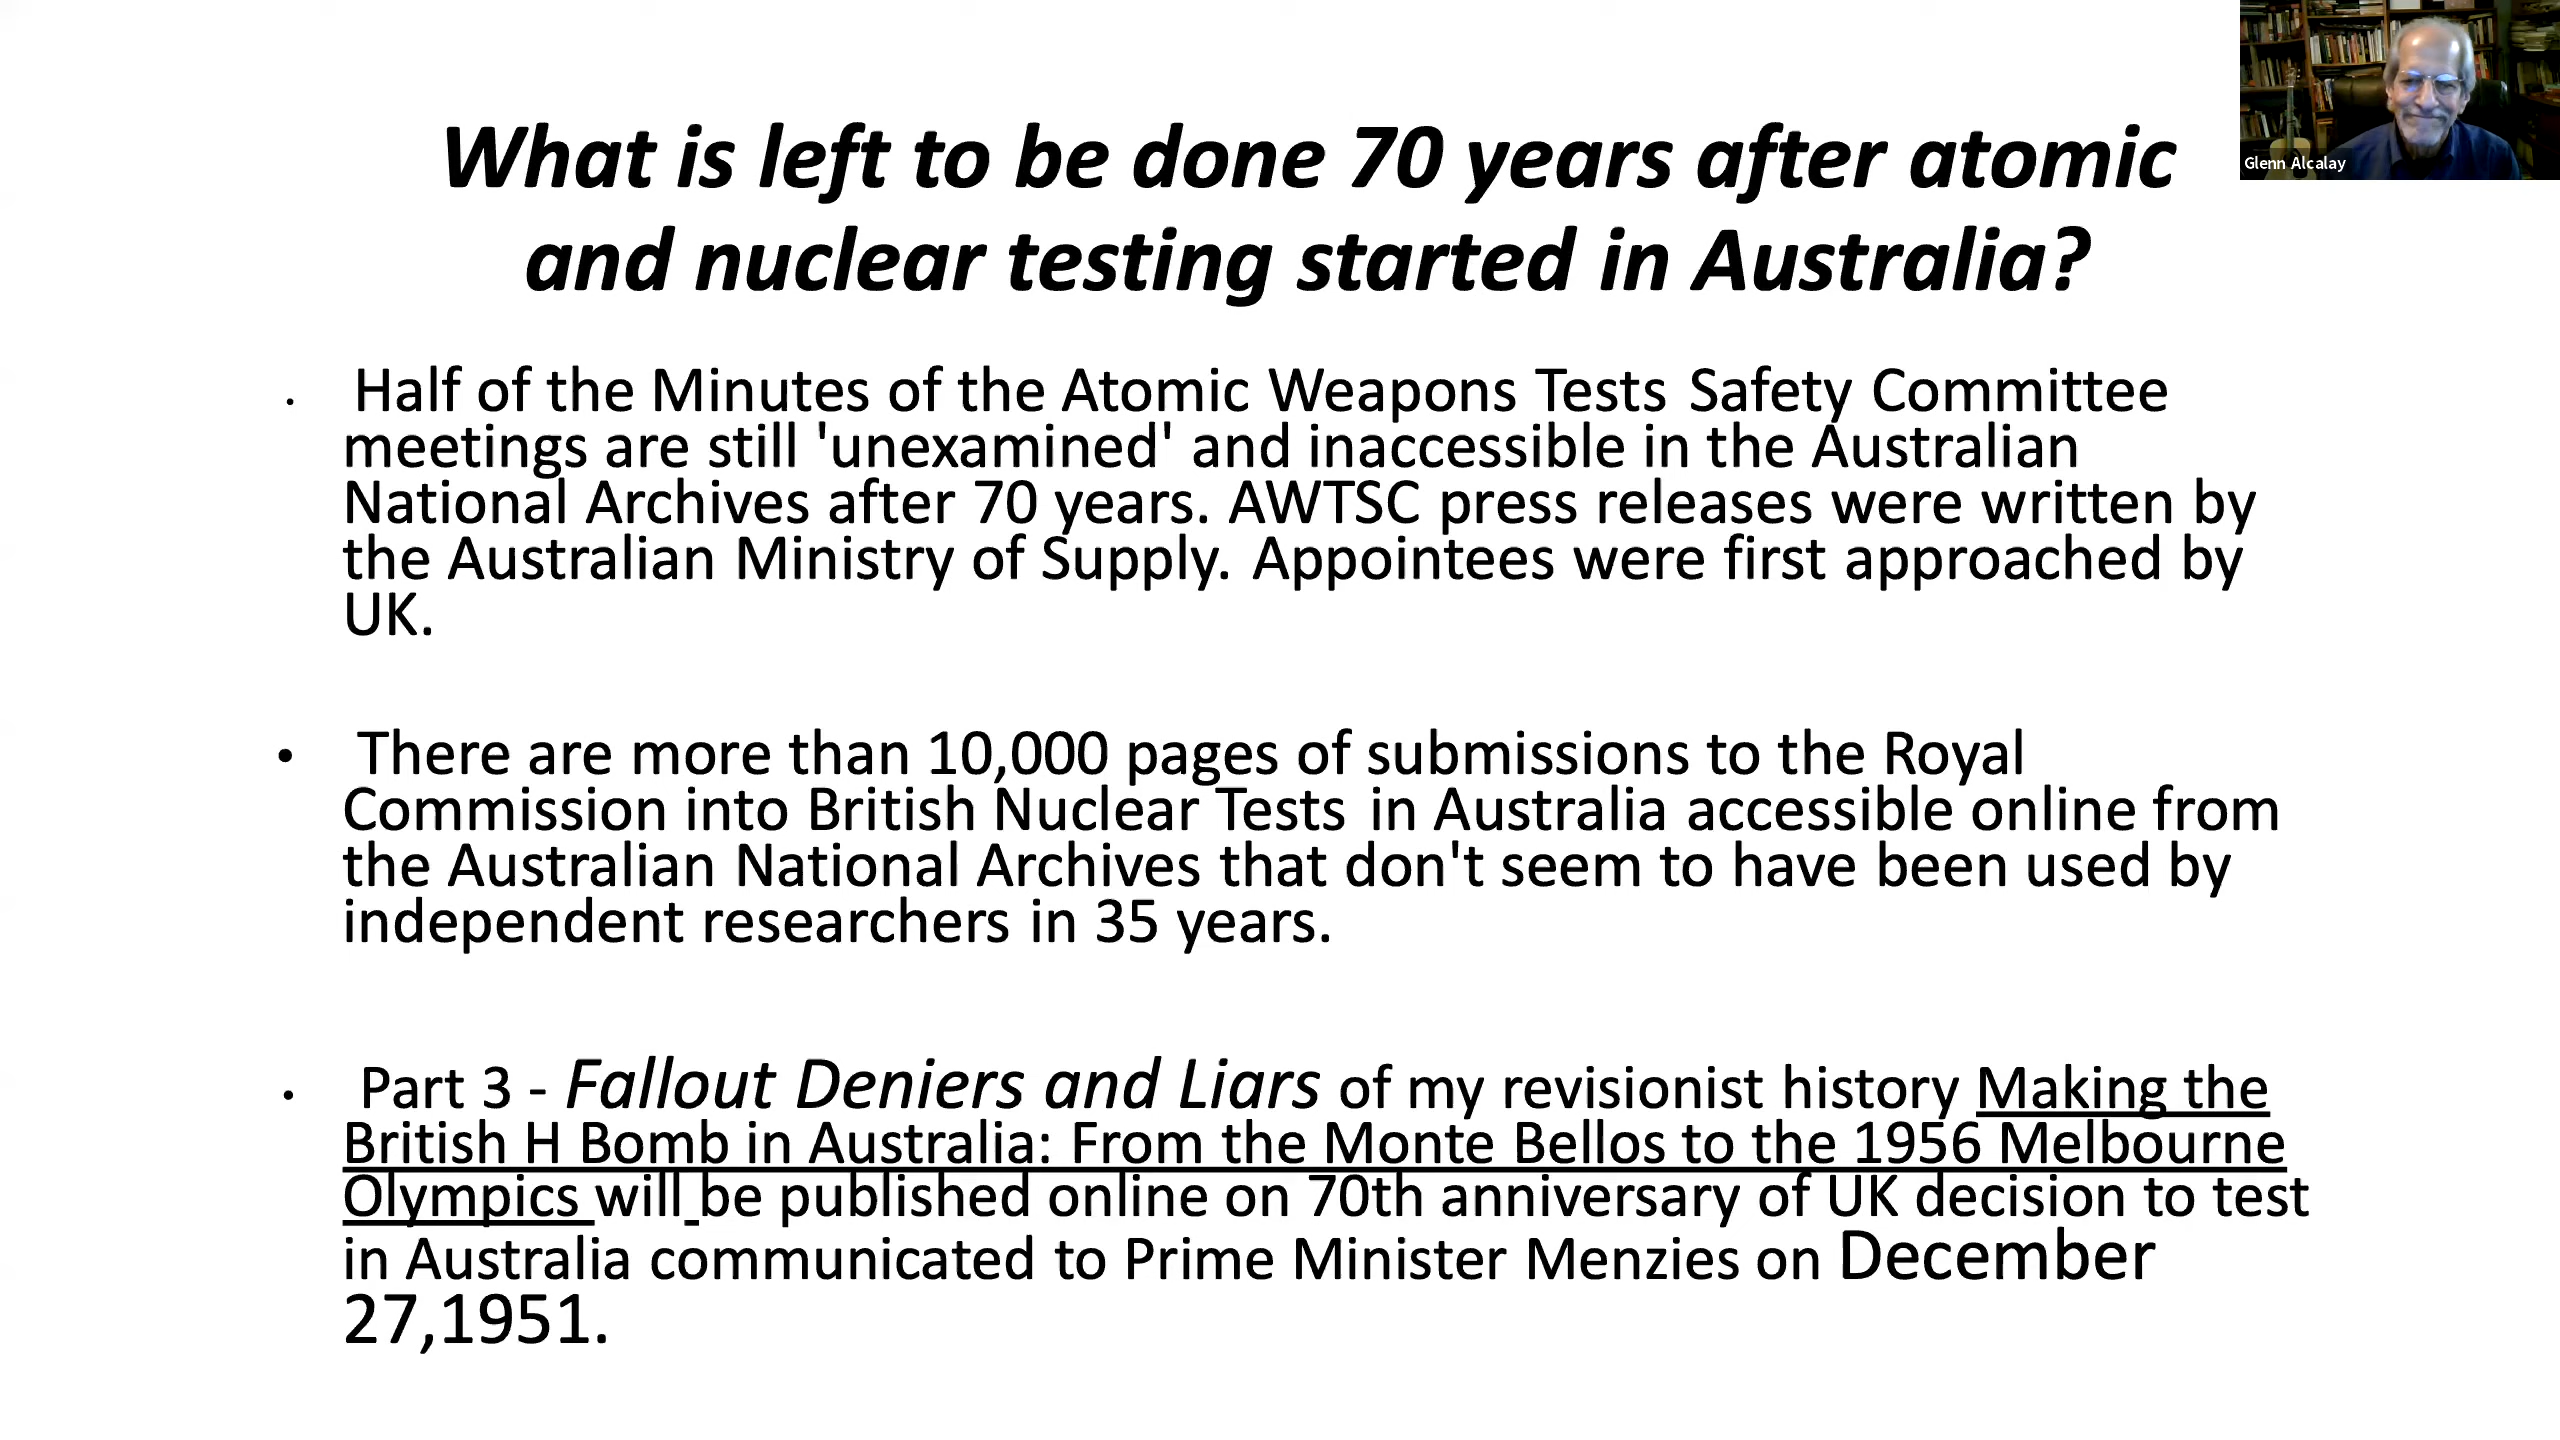 What is left to be done 70 years after atomic
and nuclear testing started in Australia?
Glenn Alcalay
• Half of the Minutes of the Atomic Weapons Tests Safety Committee
meetings are still 'unexamined' and inaccessible in the Australian
National Archives after 70 years. AWTSC press releases were written by
the Australian Ministry of Supply. Appointees were first approached by
UK.
• There are more than 10,000 pages of submissions to the Royal
Commission into British Nuclear Tests in Australia accessible online from
the Australian National Archives that don't seem to have been used by
independent researchers in 35 years.
• Part 3 - Fallout Deniers and Liars of my revisionist history Making the
British H Bomb in Australia: From the Monte Bellos to the 1956 Melbourne
Olympics will be published online on 70th anniversary of UK decision to test
in Australia communicated to Prime Minister Menzies on December
27,1951.